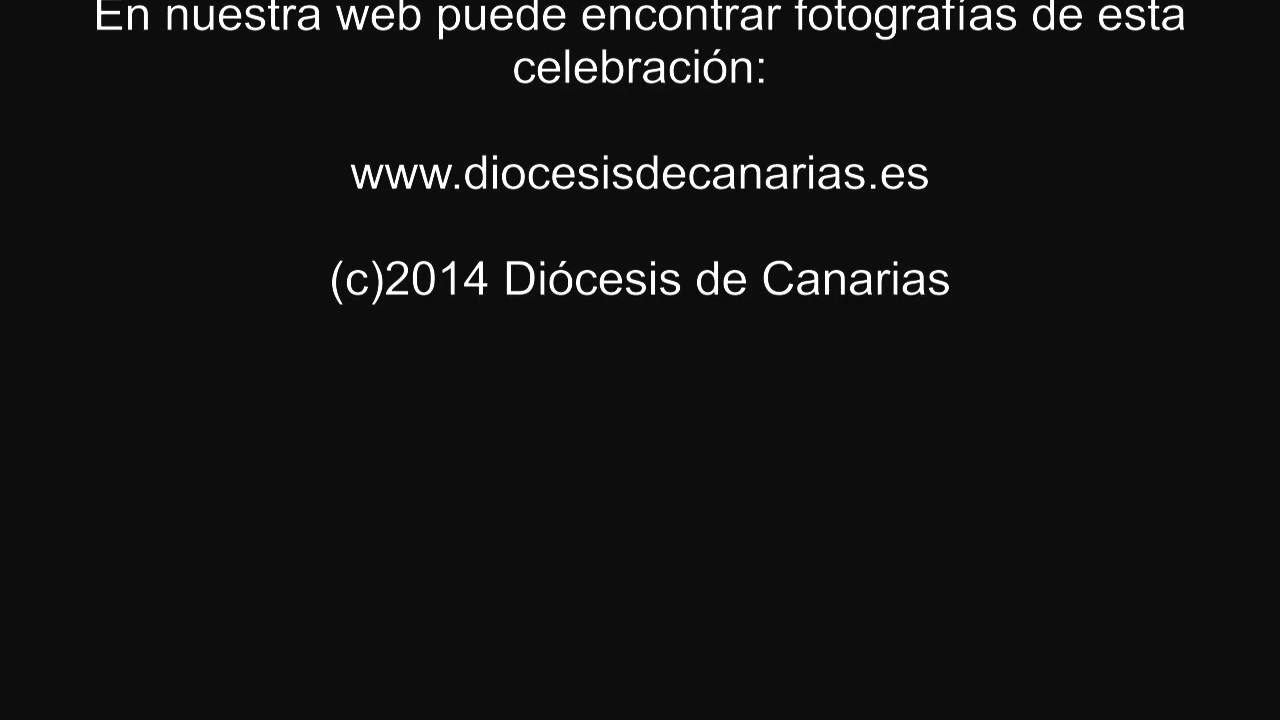 En nuestra web puede encontrar fotografías de esta
celebración:
www.diocesisdecanarias.es
(c)2014 Diócesis de Canarias